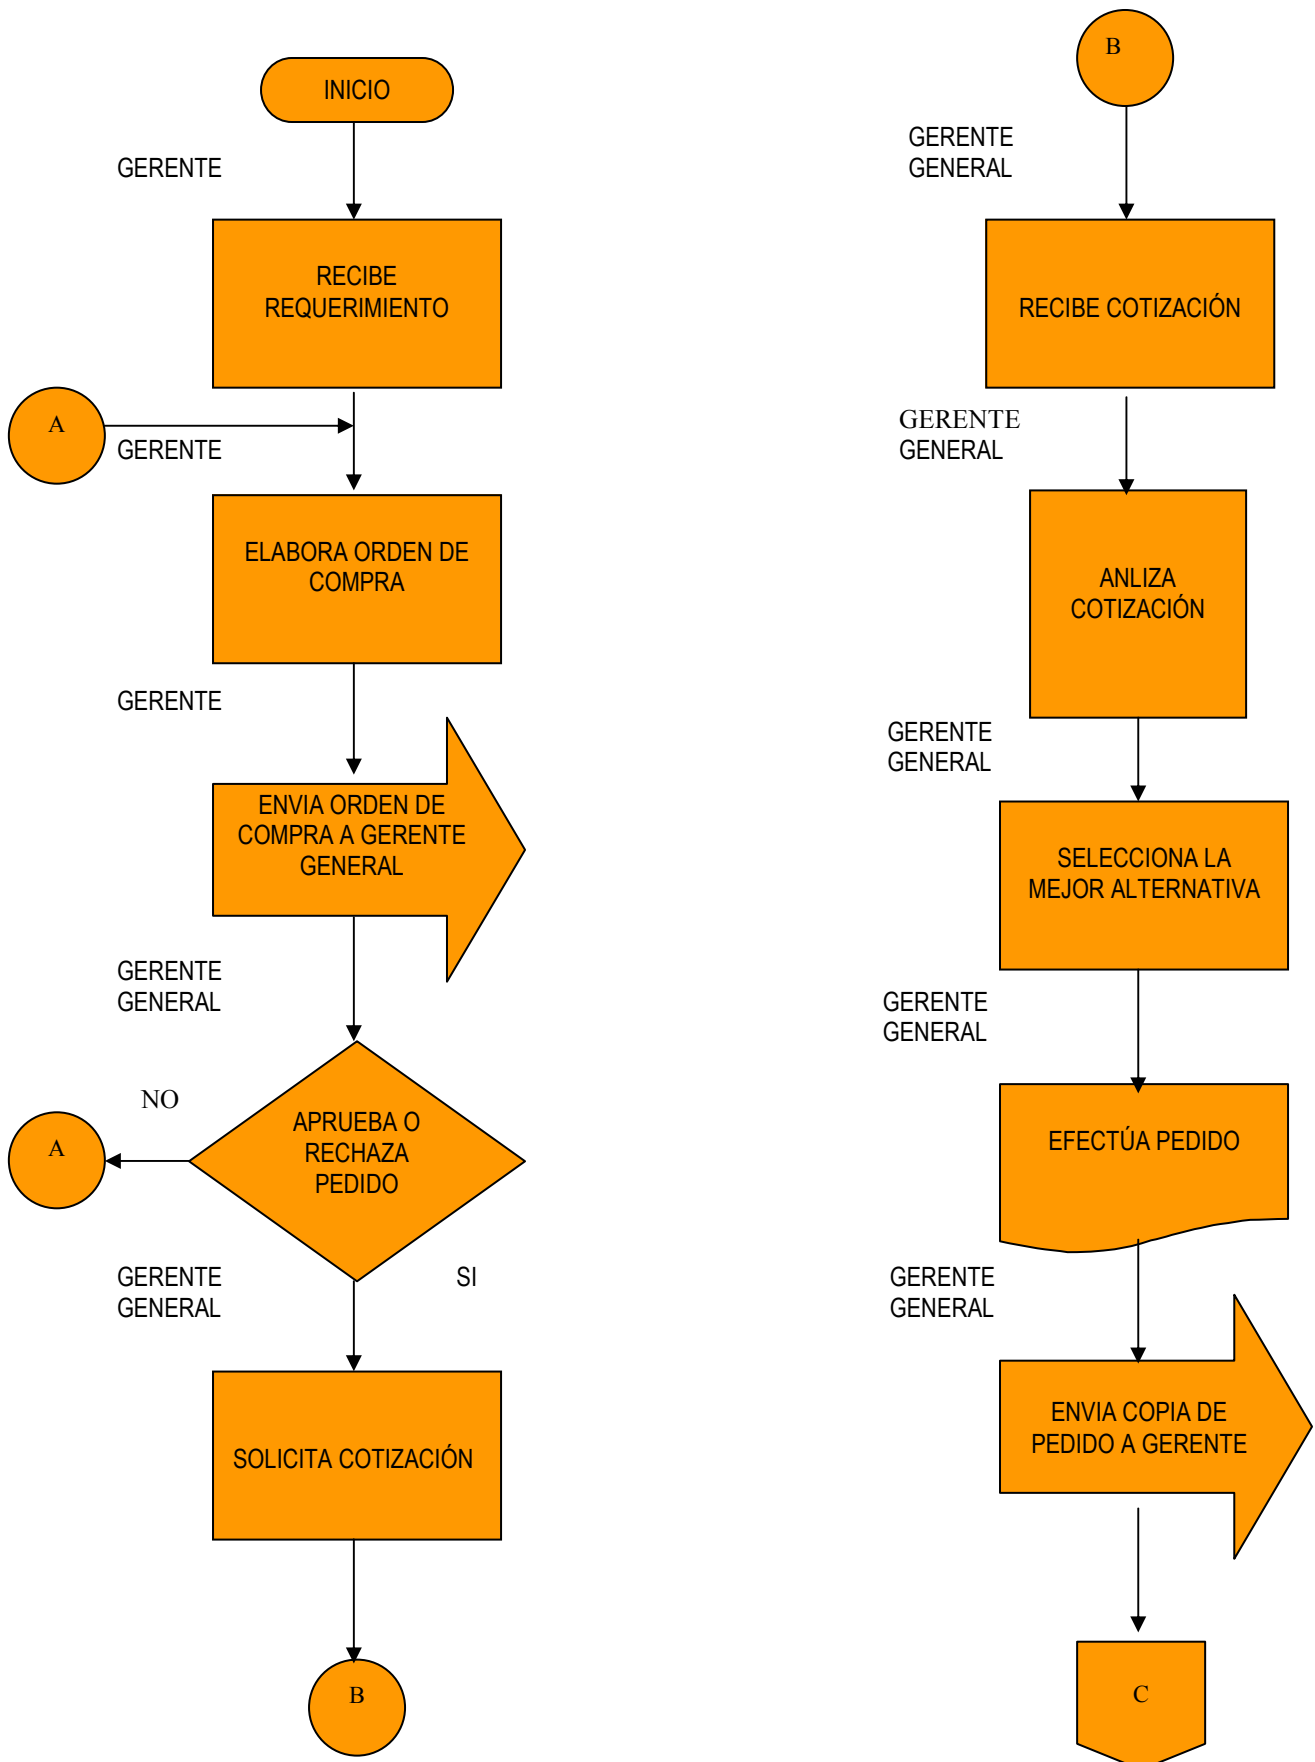 INICIO
GERENTE
RECIBE
REQUERIMIENTO
A
GERENTE
ELABORA ORDEN DE
COMPRA
GERENTE
ENVIA ORDEN DE
COMPRA A GERENTE
GENERAL
GERENTE
GENERAL
NO
A
APRUEBA O
RECHAZA
PEDIDO
GERENTE
GENERAL
SI
SOLICITA COTIZACIÓN
B
B
GERENTE
GENERAL
RECIBE COTIZACIÓN
GERENTE
GENERAL
ANLIZA
COTIZACIÓN
GERENTE
GENERAL
SELECCIONA LA
MEJOR ALTERNATIVA
GERENTE
GENERAL
EFECTÚA PEDIDO
GERENTE
GENERAL
ENVIA COPIA DE
PEDIDO A GERENTE
C